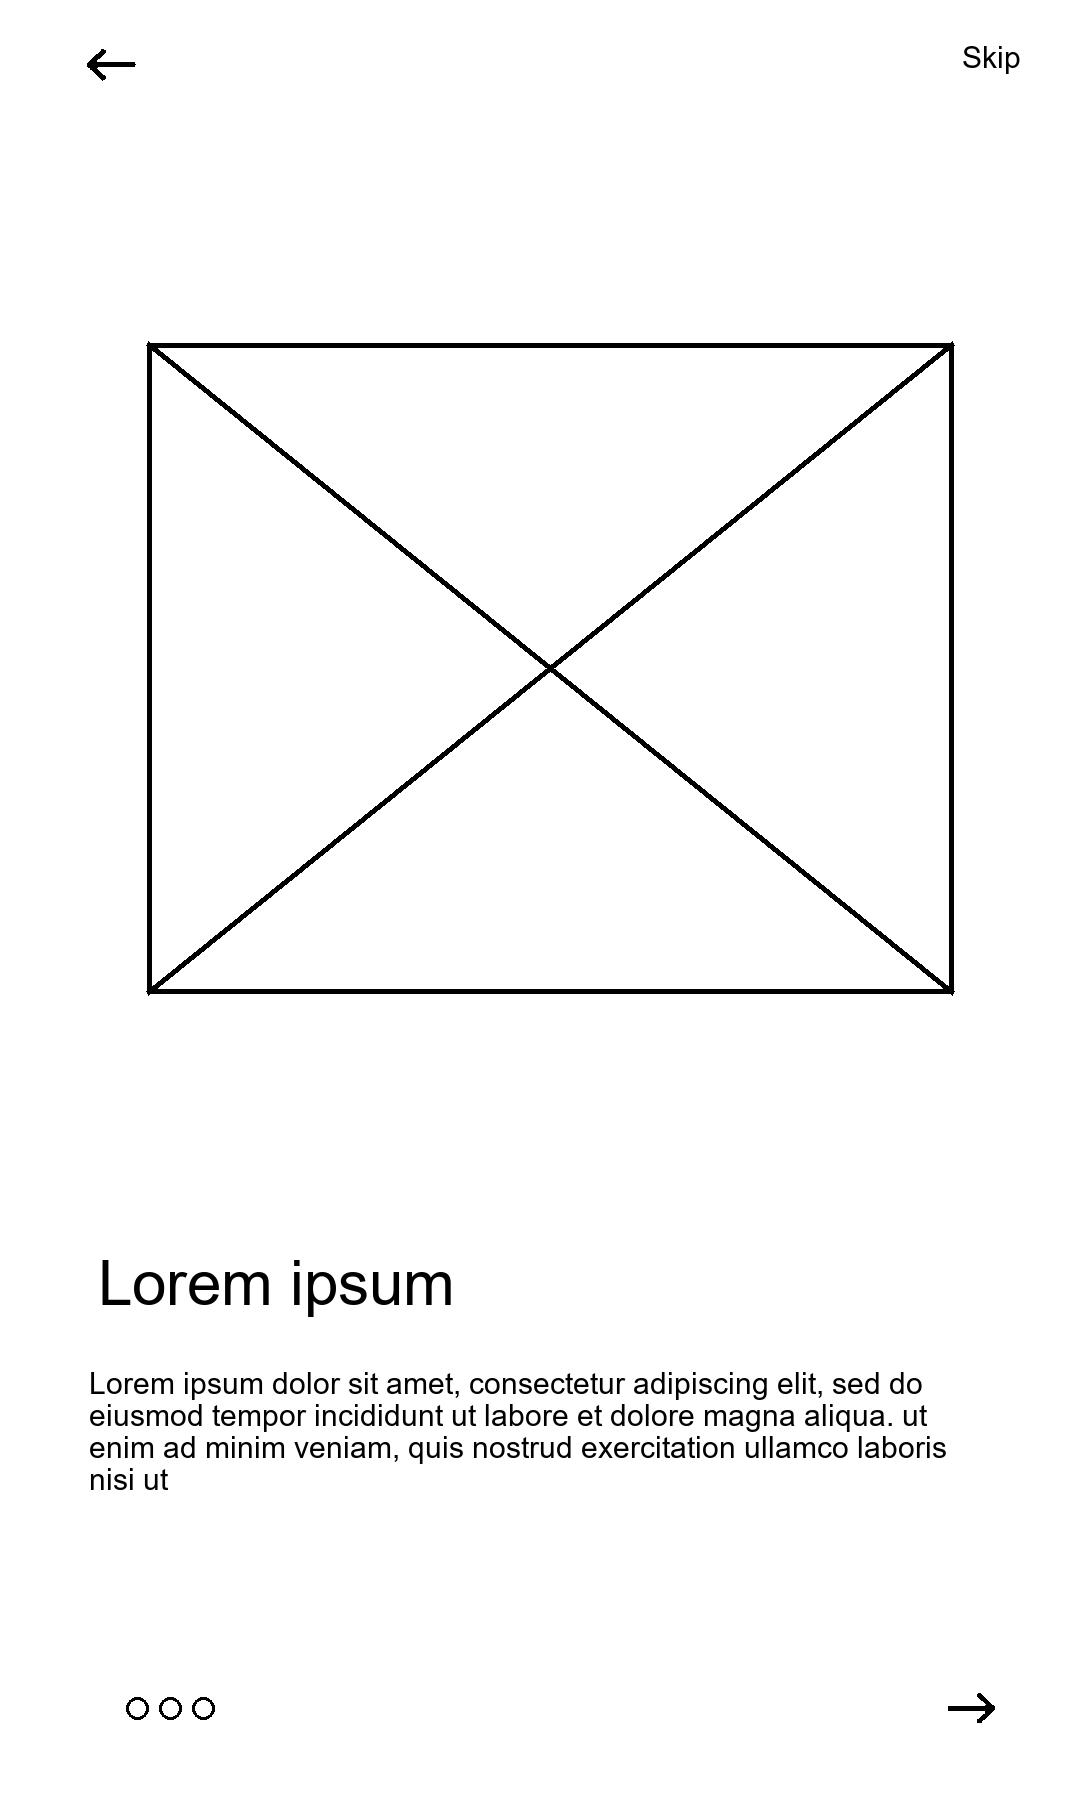 Skip
Lorem ipsum
Lorem ipsum dolor sit amet, consectetur adipiscing elit, sed do
eiusmod tempor incididunt ut labore et dolore magna aliqua. ut
enim ad minim veniam, quis nostrud exercitation ullamco laboris
nisi ut